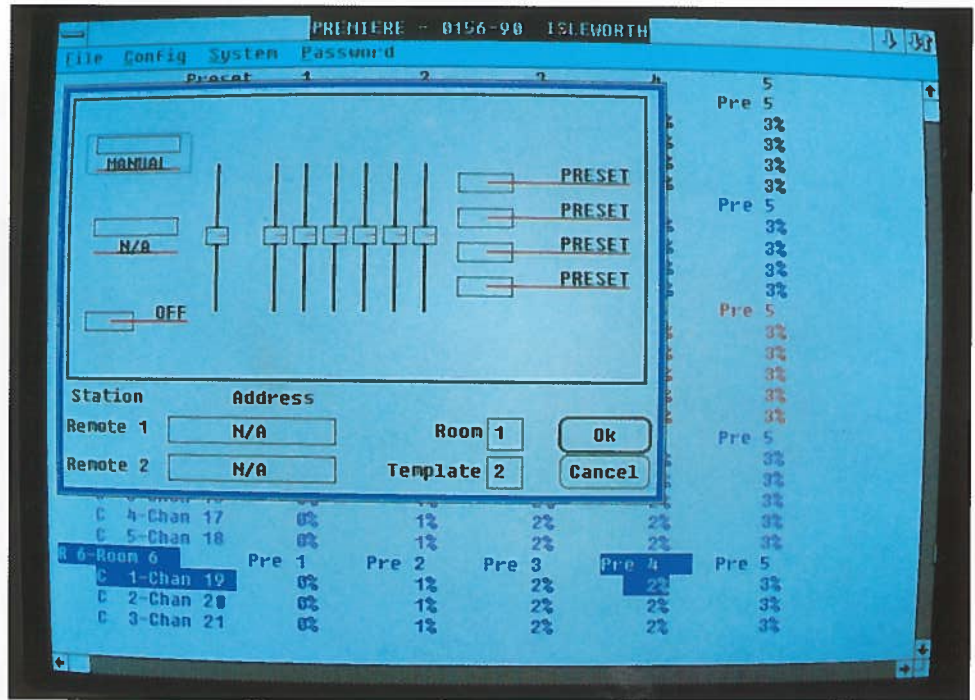 PREMIERE - 0156-90 ISLEWORTH
File Config System Password
Preset 1 2 3 4 5
Pre 5
3%
3%
3%
3%
Pre 5
3%
3%
3%
3%
Pre 5
3%
3%
3%
3%
3%
Pre 5
3%
3%
3%
MANUAL
N/A
OFF
PRESET
PRESET
PRESET
PRESET
Station Address
Remote 1 N/A Room 1 Ok
Remote 2 N/A Template 2 Cancel
C 4-Chan 17 0% 1% 2% 2% 3%
C 5-Chan 18 0% 1% 2% 2% 3%
R 6-Room 6 Pre 1 Pre 2 Pre 3 Pre 4 Pre 5
C 1-Chan 19 0% 1% 2% 2% 3%
C 2-Chan 20 0% 1% 2% 2% 3%
C 3-Chan 21 0% 1% 2% 2% 3%